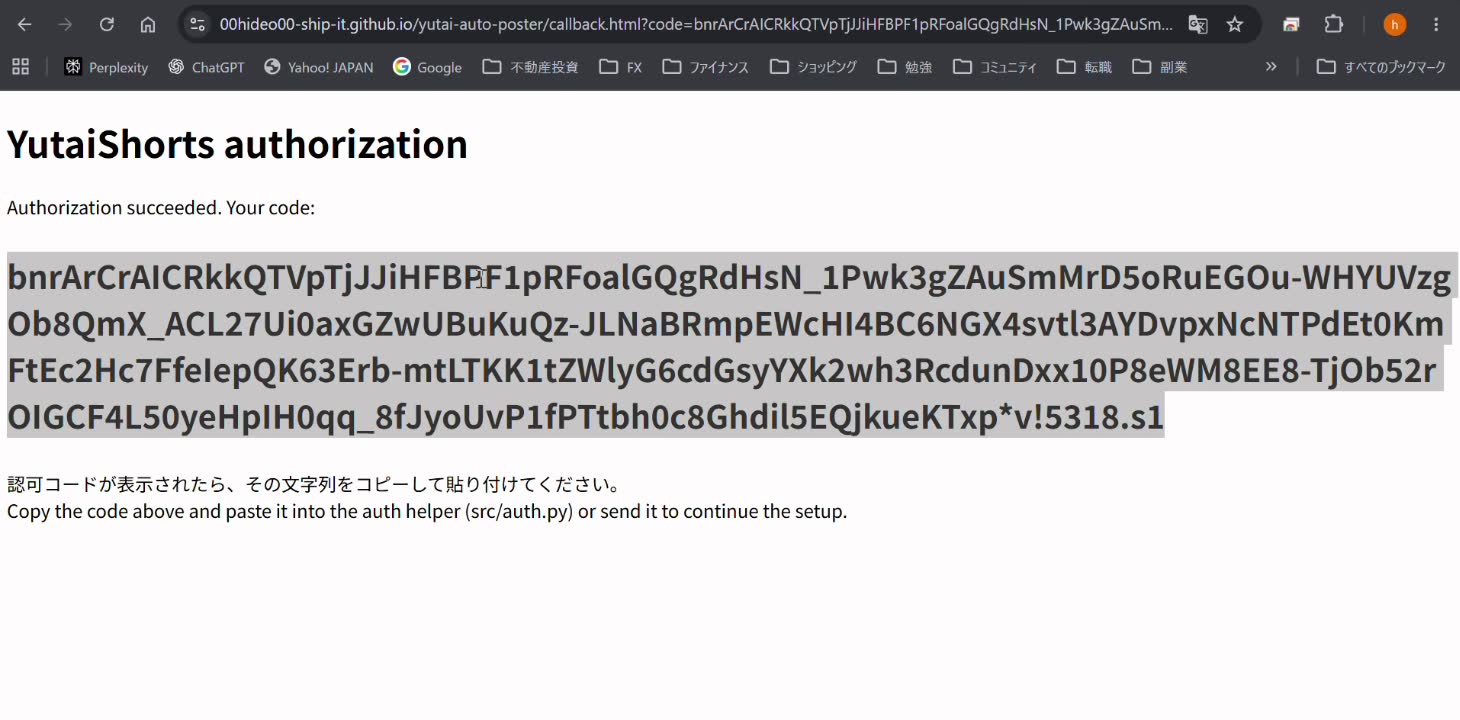 00hideo00-ship-it.github.io/yutai-auto-poster/callback.html?code=bnrArCrAICRkkQTVpTjJJiHFBPF1pRFoalGQgRdHsN_1Pwk3gZAuSm...
h
Perplexity
ChatGPT
Yahoo! JAPAN
Google
不動産投資
FX
ファイナンス
ショッピング
勉強
コミュニティ
転職
副業
»
すべてのブックマーク
YutaiShorts authorization
Authorization succeeded. Your code:
bnrArCrAICRkkQTVpTjJJiHFBPF1pRFoalGQgRdHsN_1Pwk3gZAuSmMrD5oRuEGOu-WHYUVzg
Ob8QmX_ACL27Ui0axGZwUBuKuQz-JLNaBRmpEWcHI4BC6NGX4svtl3AYDvpxNcNTPdEt0Km
FtEc2Hc7FfeIepQK63Erb-mtLTKK1tZWlyG6cdGsyYXk2wh3RcdunDxx10P8eWM8EE8-TjOb52r
OIGCF4L50yeHpIH0qq_8fJyoUvP1fPTtbh0c8Ghdil5EQjkueKTxp*v!5318.s1
認可コードが表示されたら、その文字列をコピーして貼り付けてください。
Copy the code above and paste it into the auth helper (src/auth.py) or send it to continue the setup.